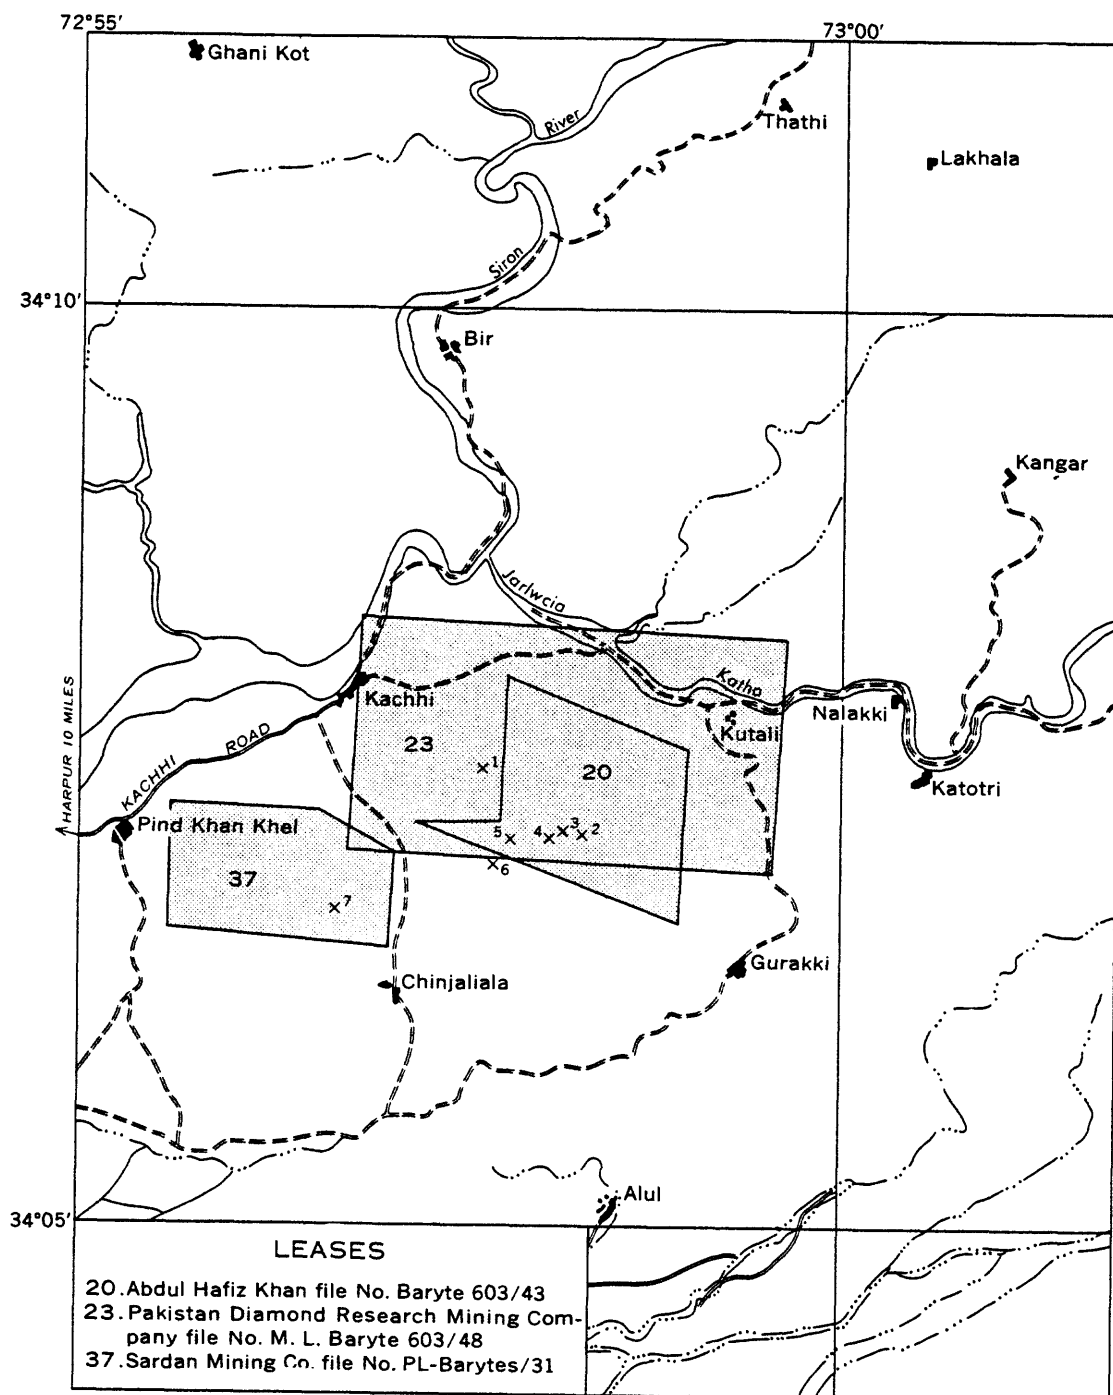 72°55'
73°00'
Ghani Kot
River
Thathi
Lakhala
Siron
34°10'
Bir
Kangar
Jarlwcia
Katha
Kachhi
Nalakki
Kutali
23
ROAD
HARPUR 10 MILES
KACHHI
1
20
Katotri
Pind Khan Khel
5
4
3
2
6
37
7
Gurakki
Chinjaliala
Alul
34°05'
LEASES
20. Abdul Hafiz Khan file No. Baryte 603/43
23. Pakistan Diamond Research Mining Com-
pany file No. M. L. Baryte 603/48
37. Sardan Mining Co. file No. PL-Barytes/31